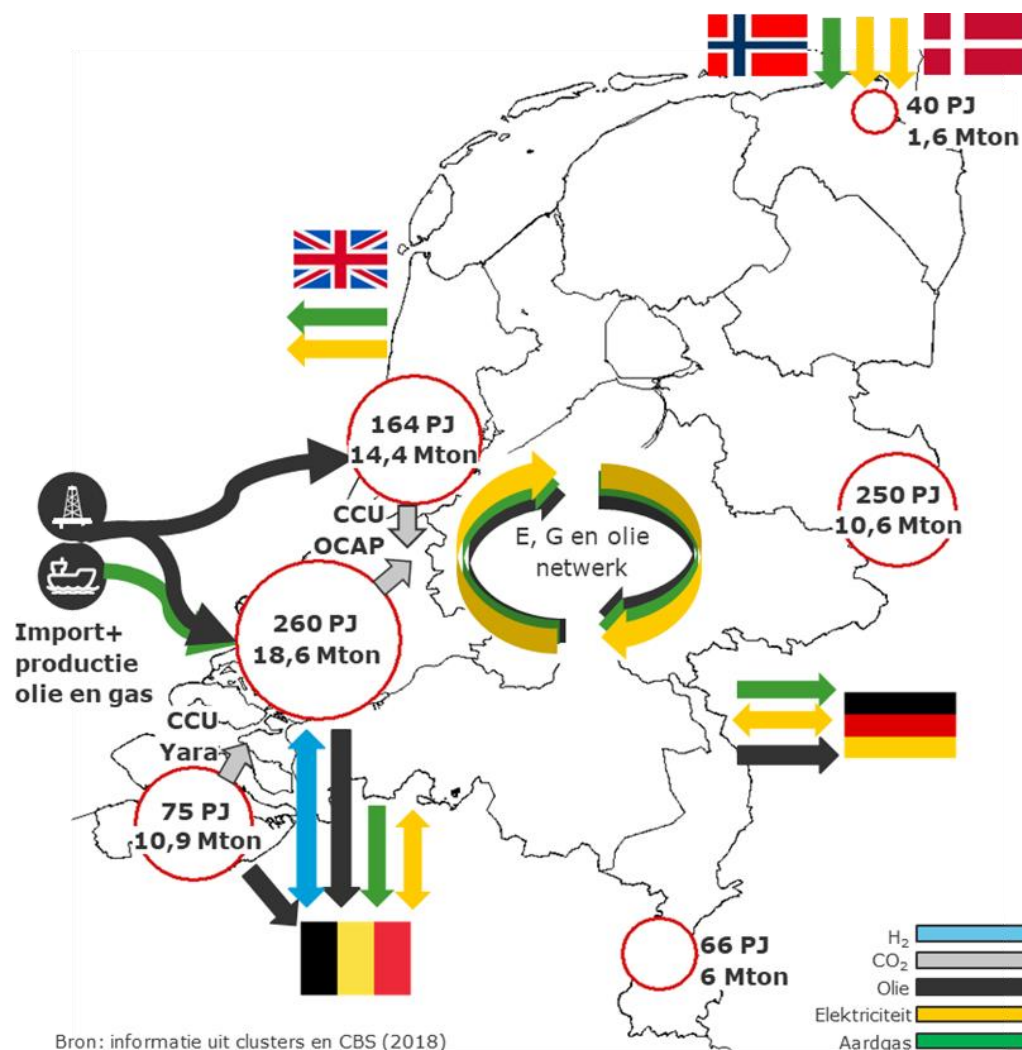 40 PJ
1,6 Mton
164 PJ
14,4 Mton
CCU
OCAP
E, G en olie
netwerk
250 PJ
10,6 Mton
Import+
productie
olie en gas
260 PJ
18,6 Mton
CCU
Yara
75 PJ
10,9 Mton
66 PJ
6 Mton
H₂
CO₂
Olie
Elektriciteit
Aardgas
Bron: informatie uit clusters en CBS (2018)